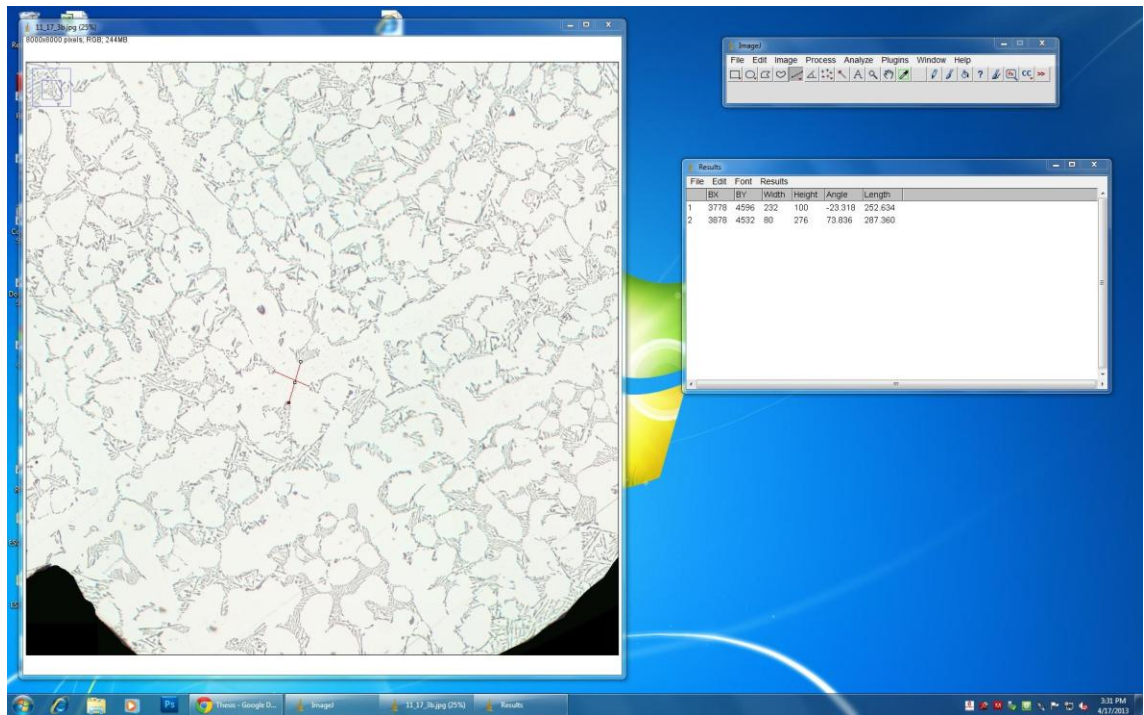 11_17_3b.jpg (25%)
8000x8000 pixels; RGB; 244MB
ImageJ
File Edit Image Process Analyze Plugins Window Help
A ? CC >>
Results
File Edit Font Results
BX BY Width Height Angle Length
1 3778 4596 232 100 -23.318 252.634
2 3878 4532 80 276 73.836 287.360
Ps Thesis - Google D... ImageJ 11_17_3b.jpg (25%) Results
3:31 PM
4/17/2013